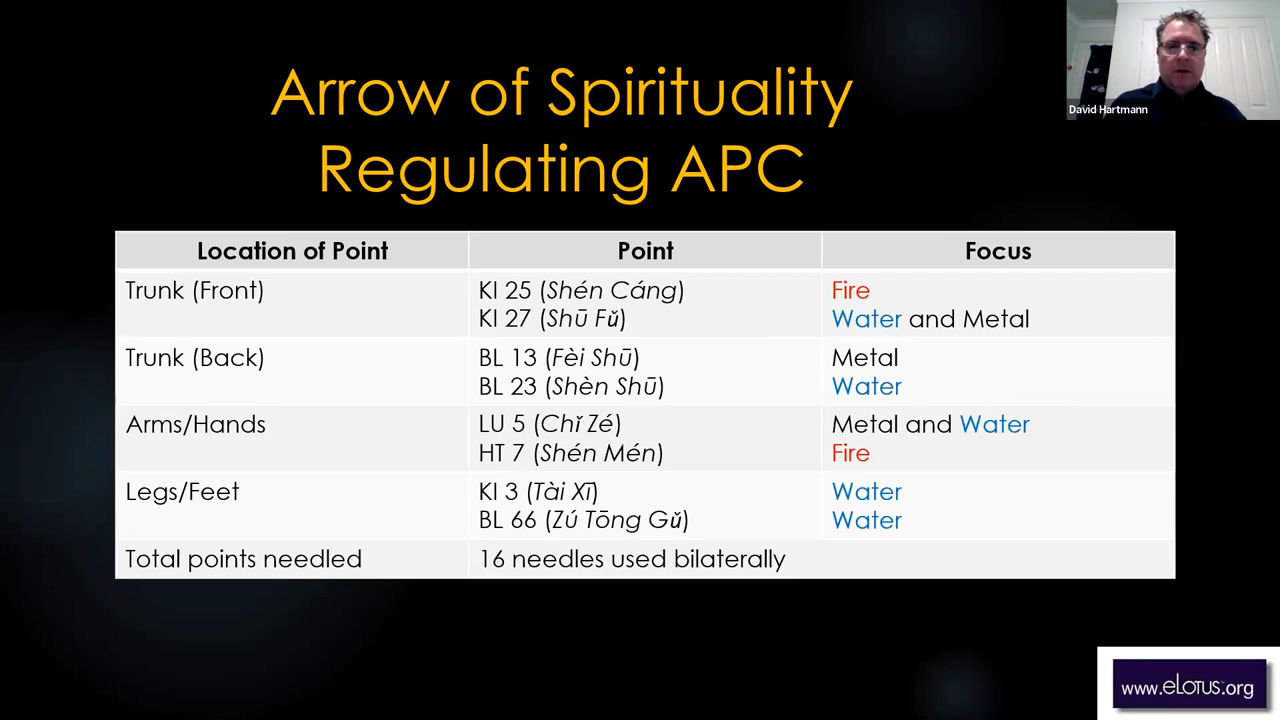 David Hartmann
Arrow of Spirituality
Regulating APC
Location of Point Point Focus
Trunk (Front) KI 25 (Shén Cáng) Fire
KI 27 (Shū Fǔ) Water and Metal
Trunk (Back) BL 13 (Fèi Shū) Metal
BL 23 (Shèn Shū) Water
Arms/Hands LU 5 (Chǐ Zé) Metal and Water
HT 7 (Shén Mén) Fire
Legs/Feet KI 3 (Tài Xī) Water
BL 66 (Zú Tōng Gǔ) Water
Total points needed 16 needles used bilaterally
www.eLotus.org